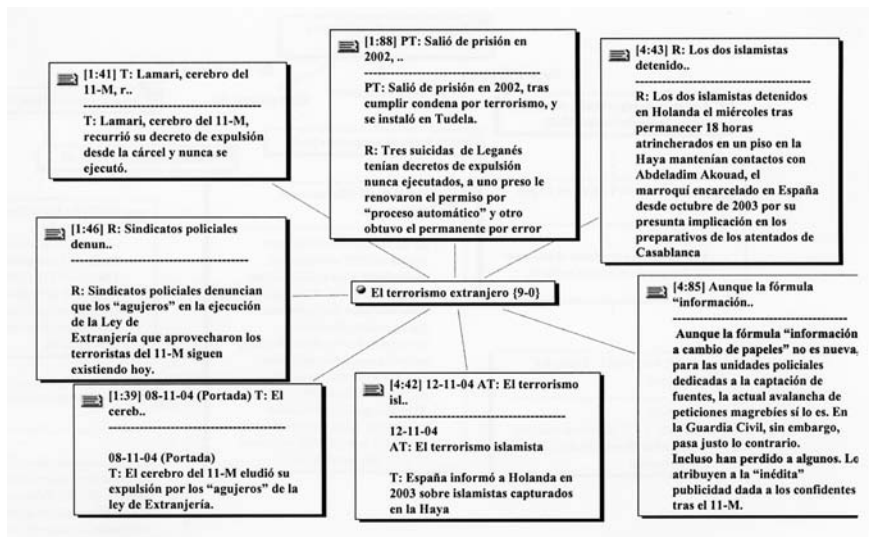 [1:41] T: Lamari, cerebro del
11-M, r..
----------------------------------------
T: Lamari, cerebro del 11-M,
recurrió su decreto de expulsión
desde la cárcel y nunca se
ejecutó.
[1:88] PT: Salió de prisión en
2002, ..
----------------------------------------
PT: Salió de prisión en 2002, tras
cumplir condena por terrorismo, y
se instaló en Tudela.
R: Tres suicidas de Leganés
tenían decretos de expulsión
nunca ejecutados, a uno preso le
renovaron el permiso por
“proceso automático” y otro
obtuvo el permanente por error
[4:43] R: Los dos islamistas
detenido..
----------------------------------------
R: Los dos islamistas detenidos
en Holanda el miércoles tras
permanecer 18 horas
atrincherados en un piso en la
Haya mantenían contactos con
Abdeladim Akouad, el
marroquí encarcelado en España
desde octubre de 2003 por su
presunta implicación en los
preparativos de los atentados de
Casablanca
[1:46] R: Sindicatos policiales
denun..
----------------------------------------
R: Sindicatos policiales denuncian
que los “agujeros” en la ejecución
de la Ley de
Extranjería que aprovecharon los
terroristas del 11-M siguen
existiendo hoy.
El terrorismo extranjero {9-0}
[4:85] Aunque la fórmula
“información..
----------------------------------------
Aunque la fórmula “información
a cambio de papeles” no es nueva,
para las unidades policiales
dedicadas a la captación de
fuentes, la actual avalancha de
peticiones magrebíes sí lo es. En
la Guardia Civil, sin embargo,
pasa justo lo contrario.
Incluso han perdido a algunos. Lo
atribuyen a la “inédita”
publicidad dada a los confidentes
tras el 11-M.
[1:39] 08-11-04 (Portada) T: El
cereb..
----------------------------------------
08-11-04 (Portada)
T: El cerebro del 11-M eludió su
expulsión por los “agujeros” de la
ley de Extranjería.
[4:42] 12-11-04 AT: El terrorismo
isl..
----------------------------------------
12-11-04
AT: El terrorismo islamista
T: España informó a Holanda en
2003 sobre islamistas capturados
en la Haya